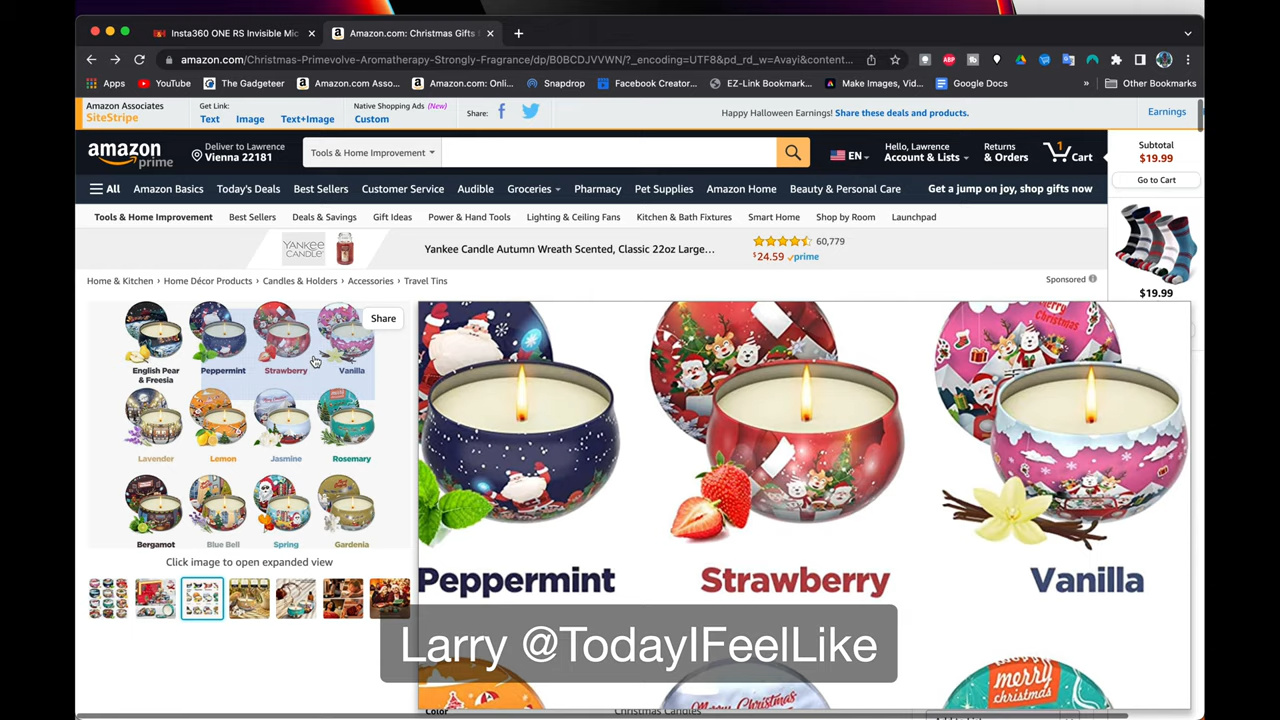 Insta360 ONE RS Invisible Mic
Amazon.com: Christmas Gifts
amazon.com/Christmas-Primevolve-Aromatherapy-Strongly-Fragrance/dp/B0BCDJVVWN/?_encoding=UTF8&pd_rd_w=Avayi&content...
Apps
YouTube
The Gadgeteer
Amazon.com Asso...
Amazon.com: Onli...
Snapdrop
Facebook Creator...
EZ-Link Bookmark...
Make Images, Vid...
Google Docs
»
Other Bookmarks
Amazon Associates
SiteStripe
Get Link:
Text
Image
Text+Image
Native Shopping Ads (New)
Custom
Share:
Happy Halloween Earnings! Share these deals and products.
Earnings
amazon
prime
Deliver to Lawrence
Vienna 22181
Tools & Home Improvement
EN
Hello, Lawrence
Account & Lists
Returns
& Orders
1
Cart
Subtotal
$19.99
Go to Cart
$19.99
All
Amazon Basics
Today's Deals
Best Sellers
Customer Service
Audible
Groceries
Pharmacy
Pet Supplies
Amazon Home
Beauty & Personal Care
Get a jump on joy, shop gifts now
Tools & Home Improvement
Best Sellers
Deals & Savings
Gift Ideas
Power & Hand Tools
Lighting & Ceiling Fans
Kitchen & Bath Fixtures
Smart Home
Shop by Room
Launchpad
YANKEE
CANDLE
Yankee Candle Autumn Wreath Scented, Classic 22oz Large...
60,779
$24.59 prime
Home & Kitchen › Home Décor Products › Candles & Holders › Accessories › Travel Tins
Sponsored
Share
English Pear
& Freesia
Peppermint
Strawberry
Vanilla
Lavender
Lemon
Jasmine
Rosemary
Bergamot
Blue Bell
Spring
Gardenia
Click image to open expanded view
Christmas
Peppermint
Strawberry
Vanilla
Merry Christmas
merry
christmas
Larry @TodayIFeelLike
Color
Christmas Candles